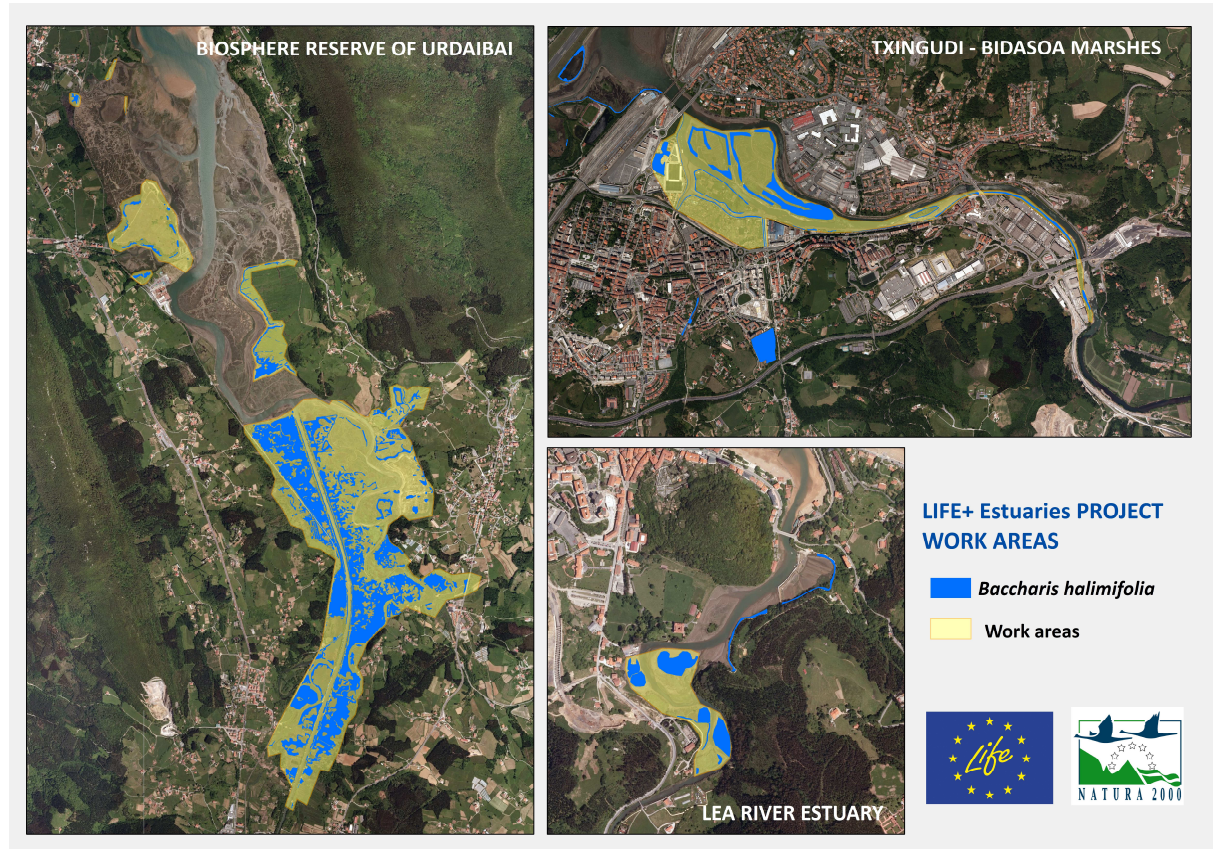 BIOSPHERE RESERVE OF URDAIBAI
TXINGUDI - BIDASOA MARSHES
LEA RIVER ESTUARY
LIFE+ Estuaries PROJECT
WORK AREAS
Baccharis halimifolia
Work areas
Life
NATURA 2000